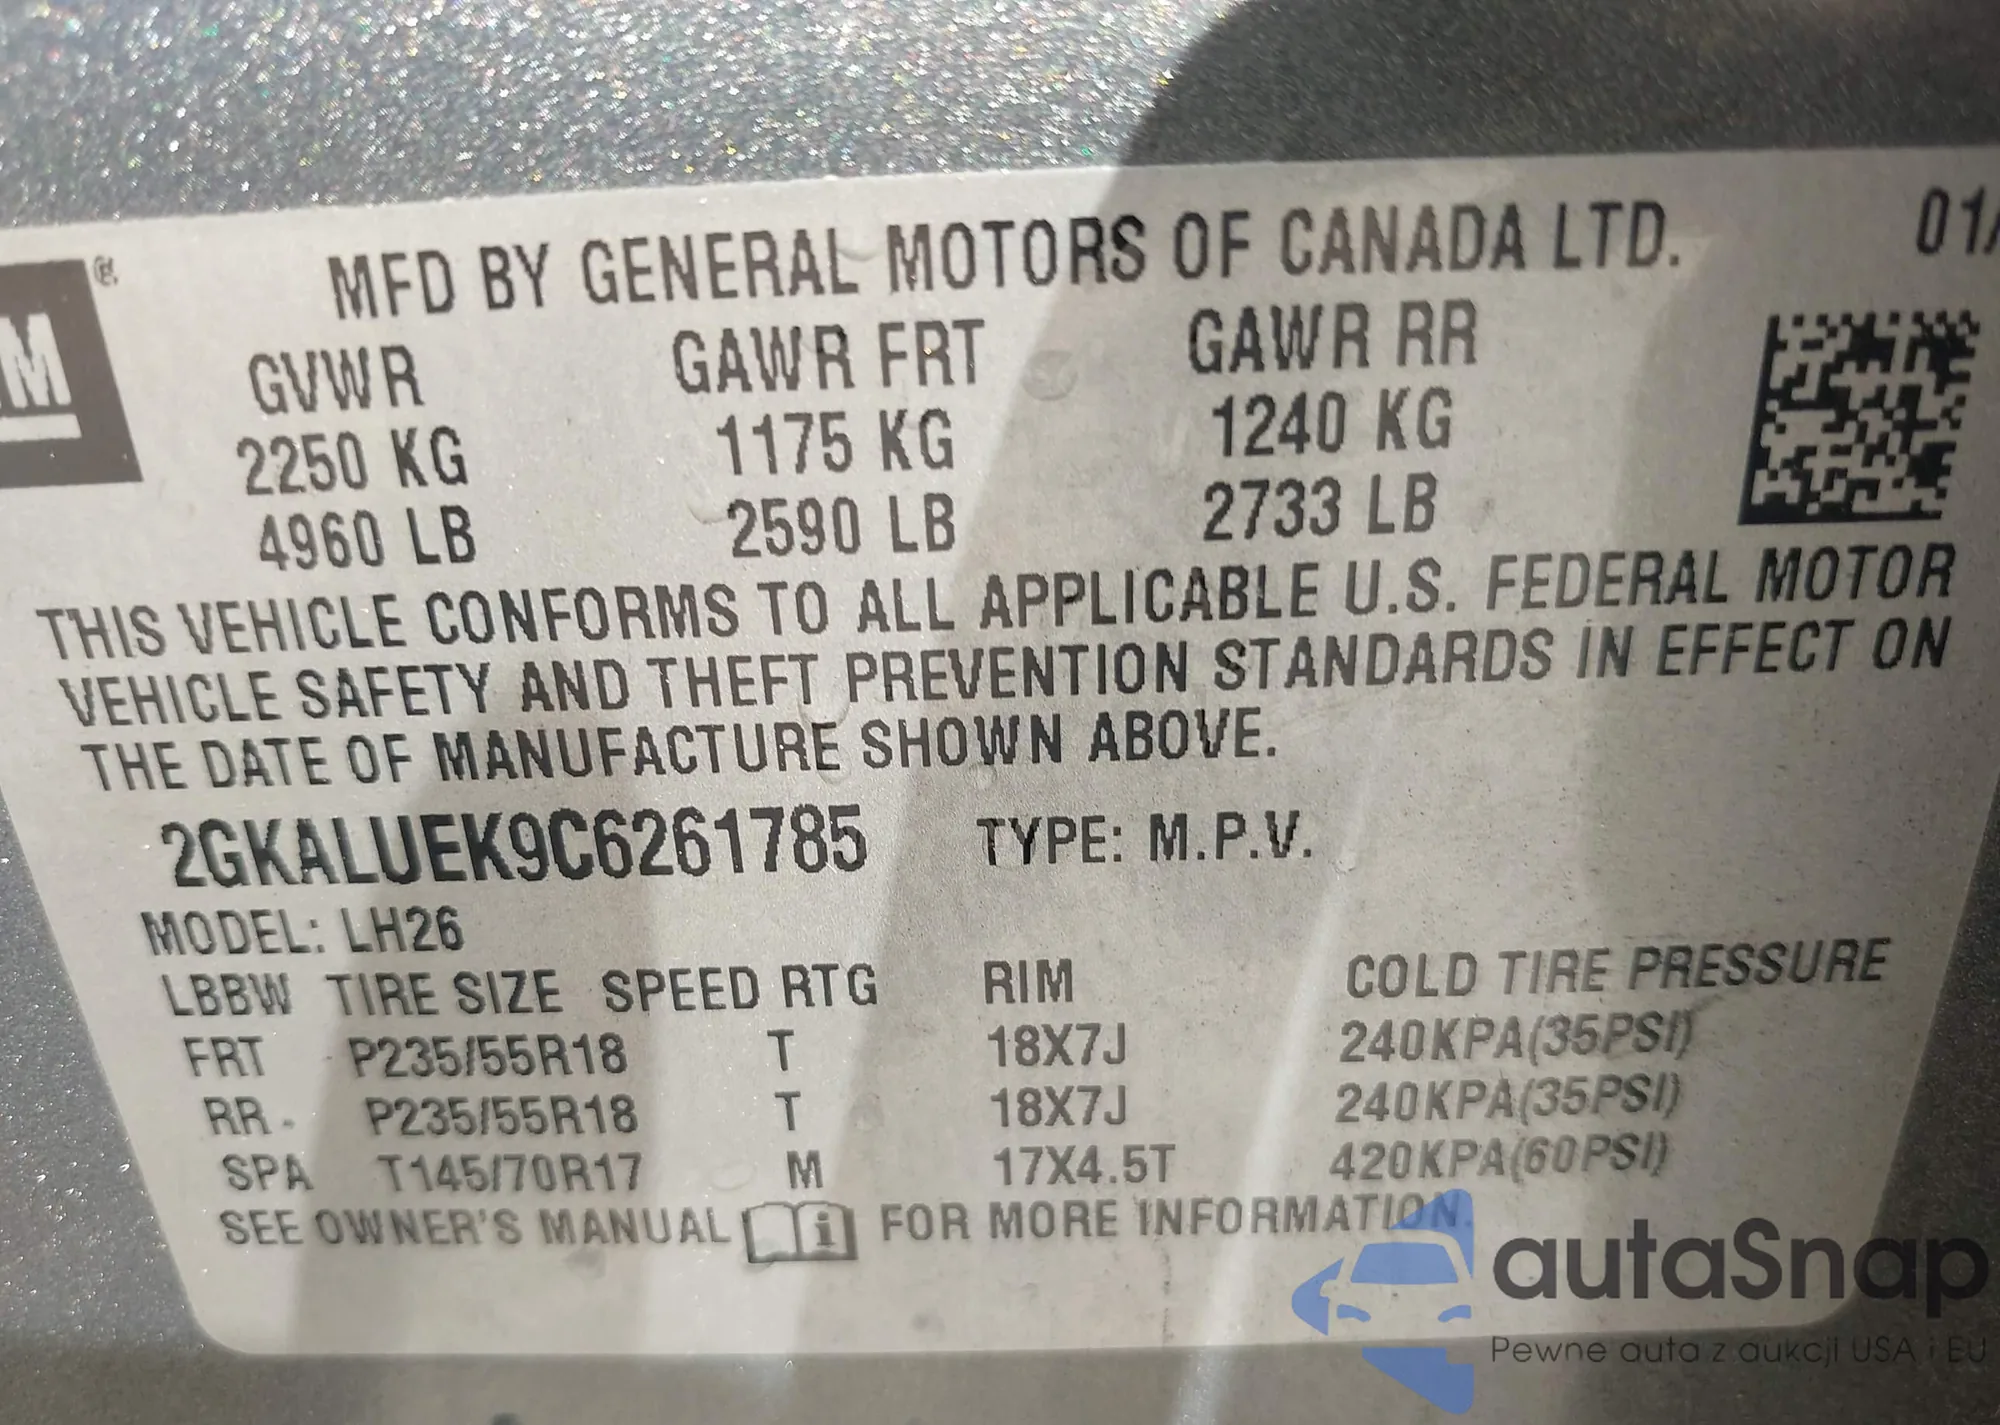 MFD BY GENERAL MOTORS OF CANADA LTD. 01/
GM ®
GVWR GAWR FRT GAWR RR
2250 KG 1175 KG 1240 KG
4960 LB 2590 LB 2733 LB
THIS VEHICLE CONFORMS TO ALL APPLICABLE U.S. FEDERAL MOTOR
VEHICLE SAFETY AND THEFT PREVENTION STANDARDS IN EFFECT ON
THE DATE OF MANUFACTURE SHOWN ABOVE.
2GKALUEK9C6261785 TYPE: M.P.V.
MODEL: LH26
LBBW TIRE SIZE SPEED RTG RIM COLD TIRE PRESSURE
FRT P235/55R18 T 18X7J 240KPA(35PSI)
RR P235/55R18 T 18X7J 240KPA(35PSI)
SPA T145/70R17 M 17X4.5T 420KPA(60PSI)
SEE OWNER'S MANUAL i FOR MORE INFORMATION.
autaSnap
Pewne auta z aukcji USA i EU